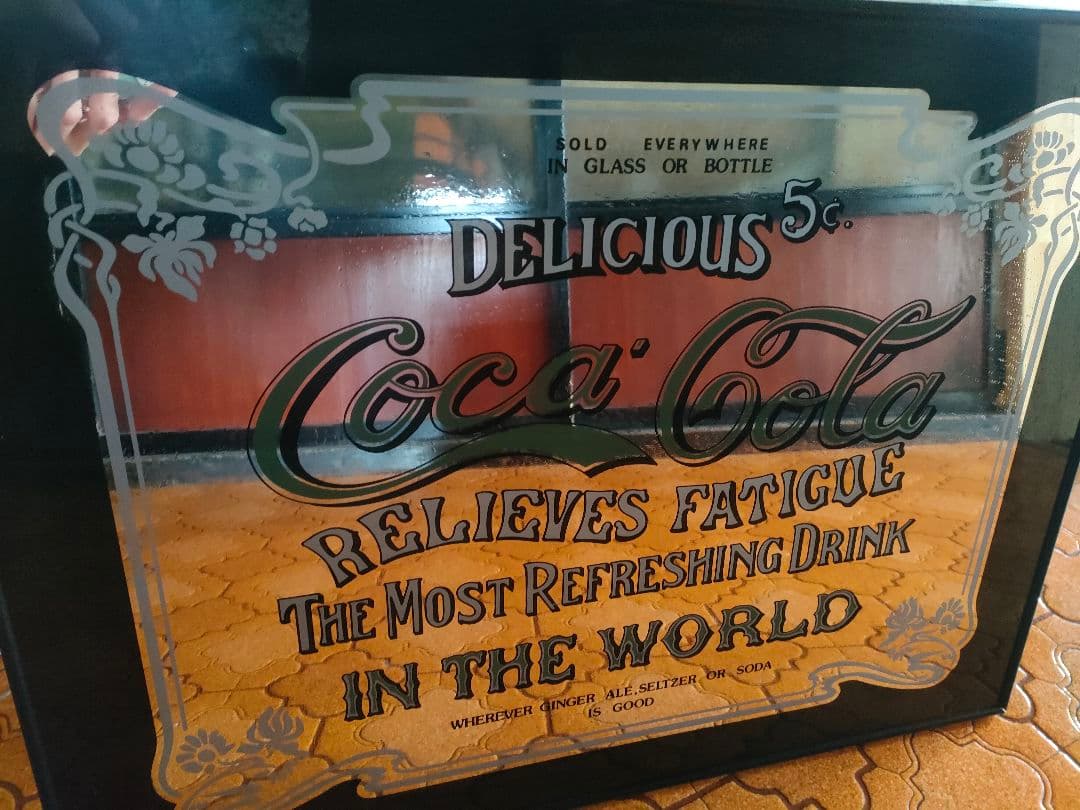 SOLD EVERYWHERE
IN GLASS OR BOTTLE
DELICIOUS 5¢.
Coca-Cola
RELIEVES FATIGUE
THE MOST REFRESHING DRINK
IN THE WORLD
WHEREVER GINGER ALE, SELTZER OR SODA
IS GOOD